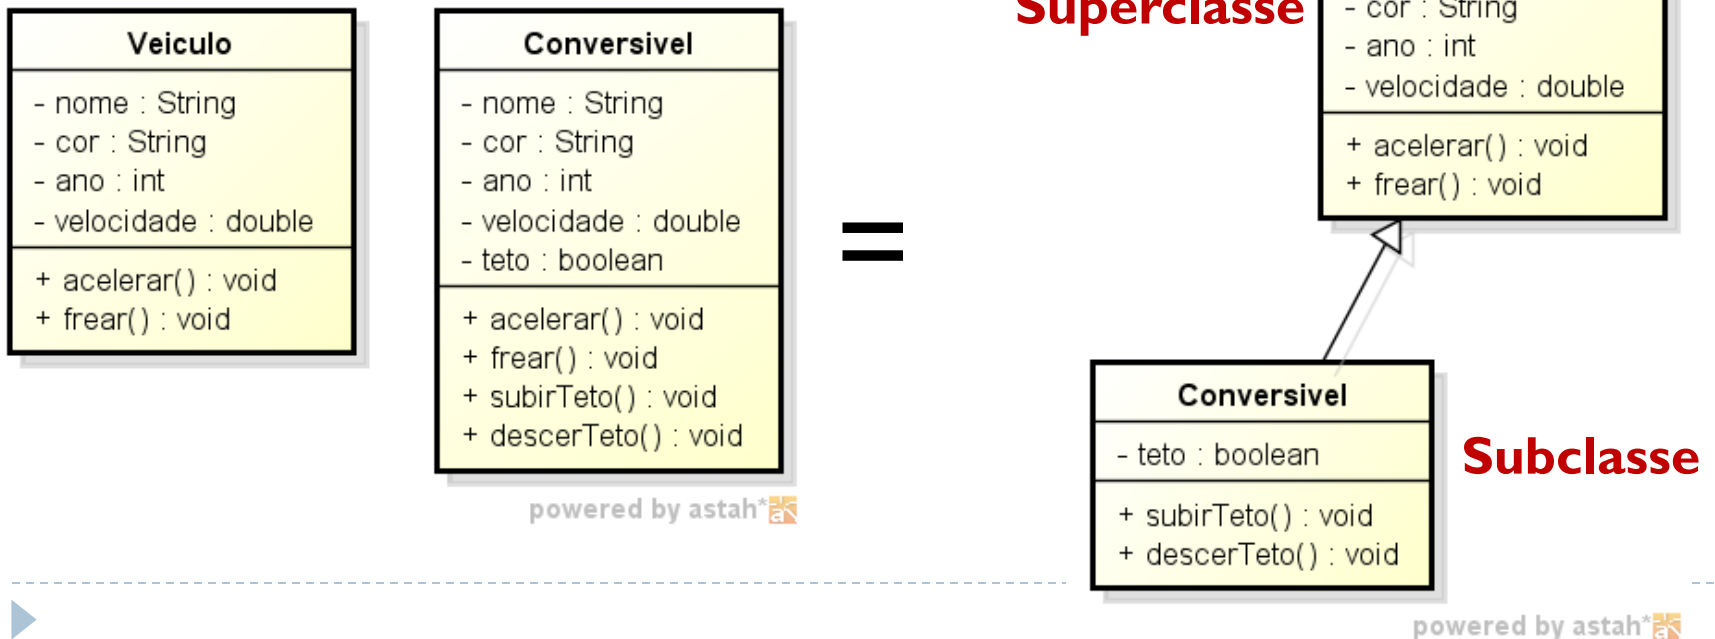 Veiculo
- nome : String
- cor : String
- ano : int
- velocidade : double
+ acelerar() : void
+ frear() : void
Conversivel
- nome : String
- cor : String
- ano : int
- velocidade : double
- teto : boolean
+ acelerar() : void
+ frear() : void
+ subirTeto() : void
+ descerTeto() : void
powered by astah*
=
Superclasse
- cor : String
- ano : int
- velocidade : double
+ acelerar() : void
+ frear() : void
Conversivel
- teto : boolean
+ subirTeto() : void
+ descerTeto() : void
Subclasse
powered by astah*